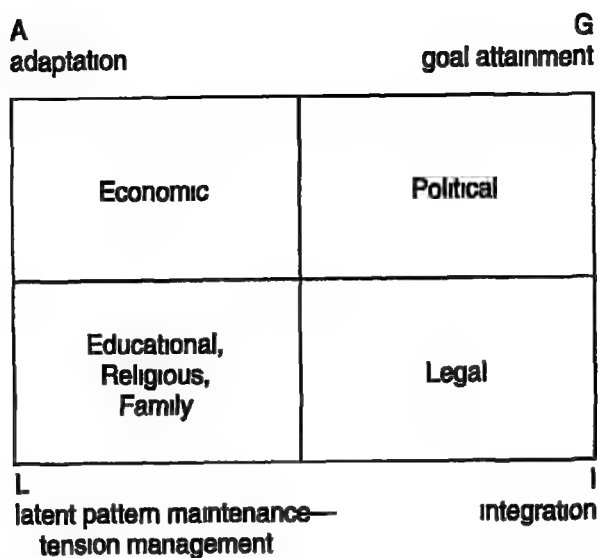 A
adaptation
G
goal attainment
Economic
Political
Educational,
Religious,
Family
Legal
L
latent pattern maintenance—
tension management
I
integration